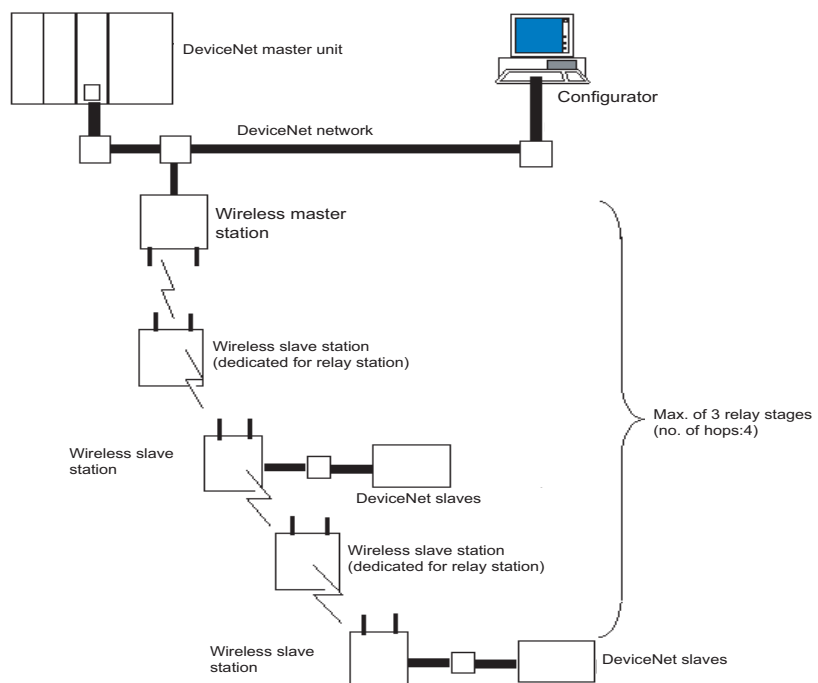 DeviceNet master unit
Configurator
DeviceNet network
Wireless master
station
Wireless slave station
(dedicated for relay station)
Max. of 3 relay stages
(no. of hops:4)
Wireless slave
station
DeviceNet slaves
Wireless slave station
(dedicated for relay station)
Wireless slave
station
DeviceNet slaves